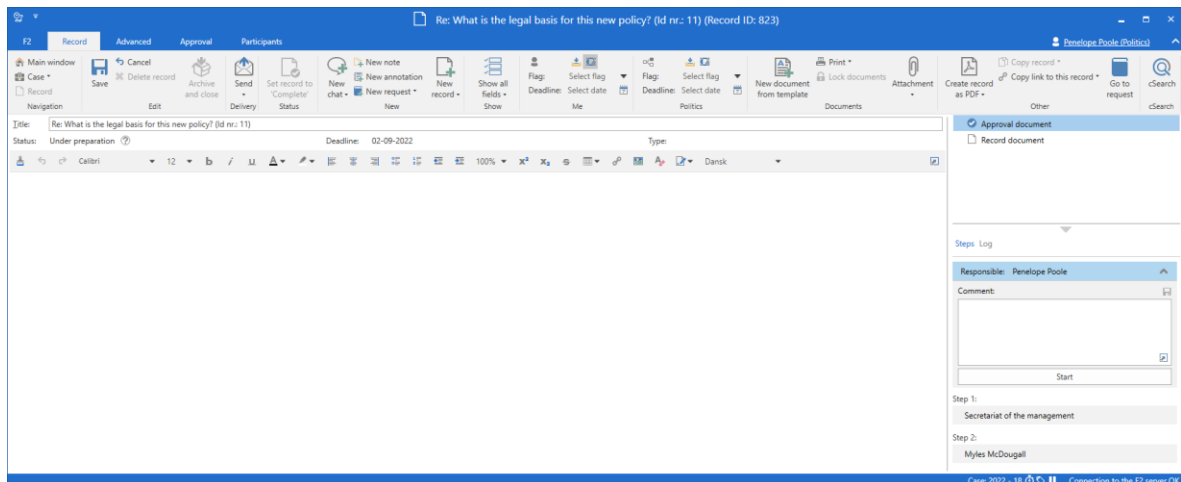 Re: What is the legal basis for this new policy? (Id nr.: 11) (Record ID: 823)
F2 Record Advanced Approval Participants Penelope Poole (Politics)
Main window
Case
Record
Navigation
Save
Cancel
Delete record
Archive and close
Edit
Send
Delivery
Set record to 'Complete'
Status
New chat
New note
New annotation
New request
New record
New
Show all fields
Show
Flag: Select flag
Deadline: Select date
Me
Flag: Select flag
Deadline: Select date
Politics
New document from template
Print
Lock documents
Attachment
Documents
Create record as PDF
Copy record
Copy link to this record
Go to request
Other
cSearch
cSearch
Title: Re: What is the legal basis for this new policy? (Id nr.: 11)
Status: Under preparation ? Deadline: 02-09-2022 Type:
Calibri 12 b i u A 100% X² X₂ S Dansk
Approval document
Record document
Steps Log
Responsible: Penelope Poole
Comment:
Start
Step 1:
Secretariat of the management
Step 2:
Myles McDougall
Case: 2022 - 18 Connection to the F2 server OK